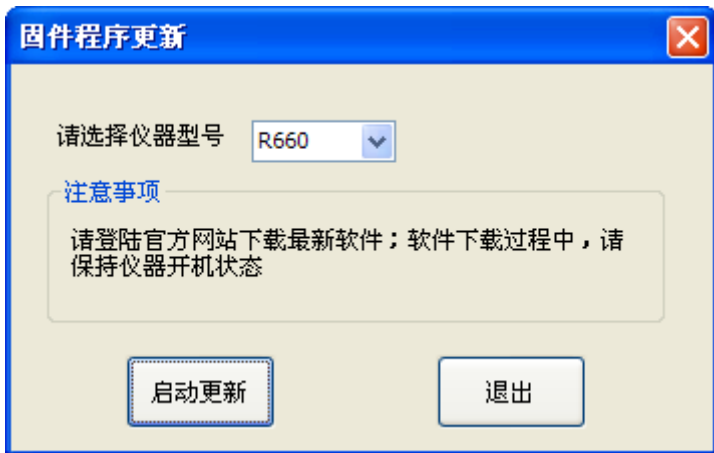 固件程序更新
请选择仪器型号 R660
注意事项
请登陆官方网站下载最新软件；软件下载过程中，请
保持仪器开机状态
启动更新 退出